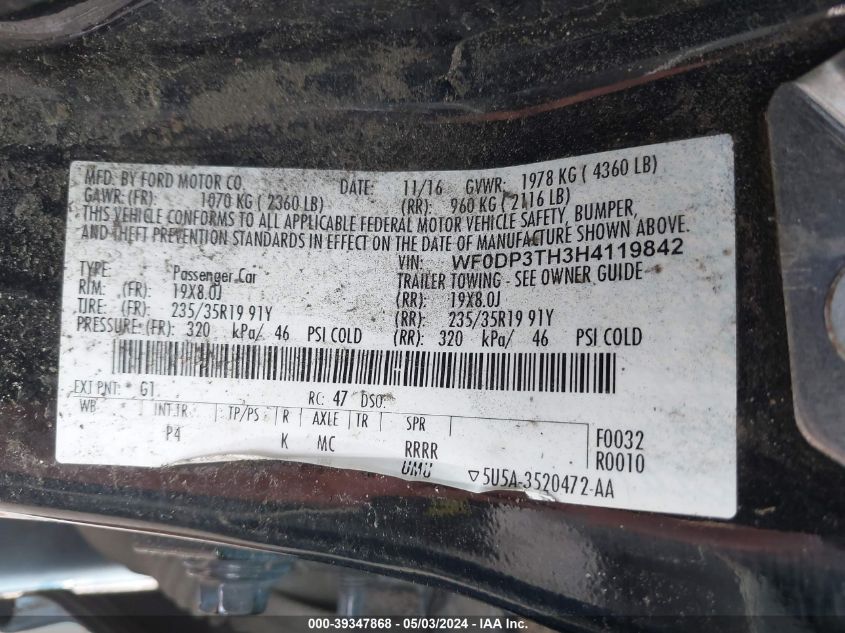 MFD. BY FORD MOTOR CO. DATE: 11/16 GVWR: 1978 KG ( 4360 LB)
GAWR: (FR): 1070 KG ( 2360 LB) (RR): 960 KG ( 2116 LB)
THIS VEHICLE CONFORMS TO ALL APPLICABLE FEDERAL MOTOR VEHICLE SAFETY, BUMPER,
AND THEFT PREVENTION STANDARDS IN EFFECT ON THE DATE OF MANUFACTURE SHOWN ABOVE.
VIN: WF0DP3TH3H4119842
TYPE: Passenger Car TRAILER TOWING - SEE OWNER GUIDE
RIM: (FR): 19X8.0J (RR): 19X8.0J
TIRE: (FR): 235/35R19 91Y (RR): 235/35R19 91Y
PRESSURE: (FR): 320 kPa/ 46 PSI COLD (RR): 320 kPa/ 46 PSI COLD
EXT PNT: G1 RC: 47 DSO:
WB INT TR TP/PS R AXLE TR SPR
P4 K MC RRRR F0032
UMU R0010
▽5U5A-3520472-AA
000-39347868 - 05/03/2024 - Copyright © IAA, LLC